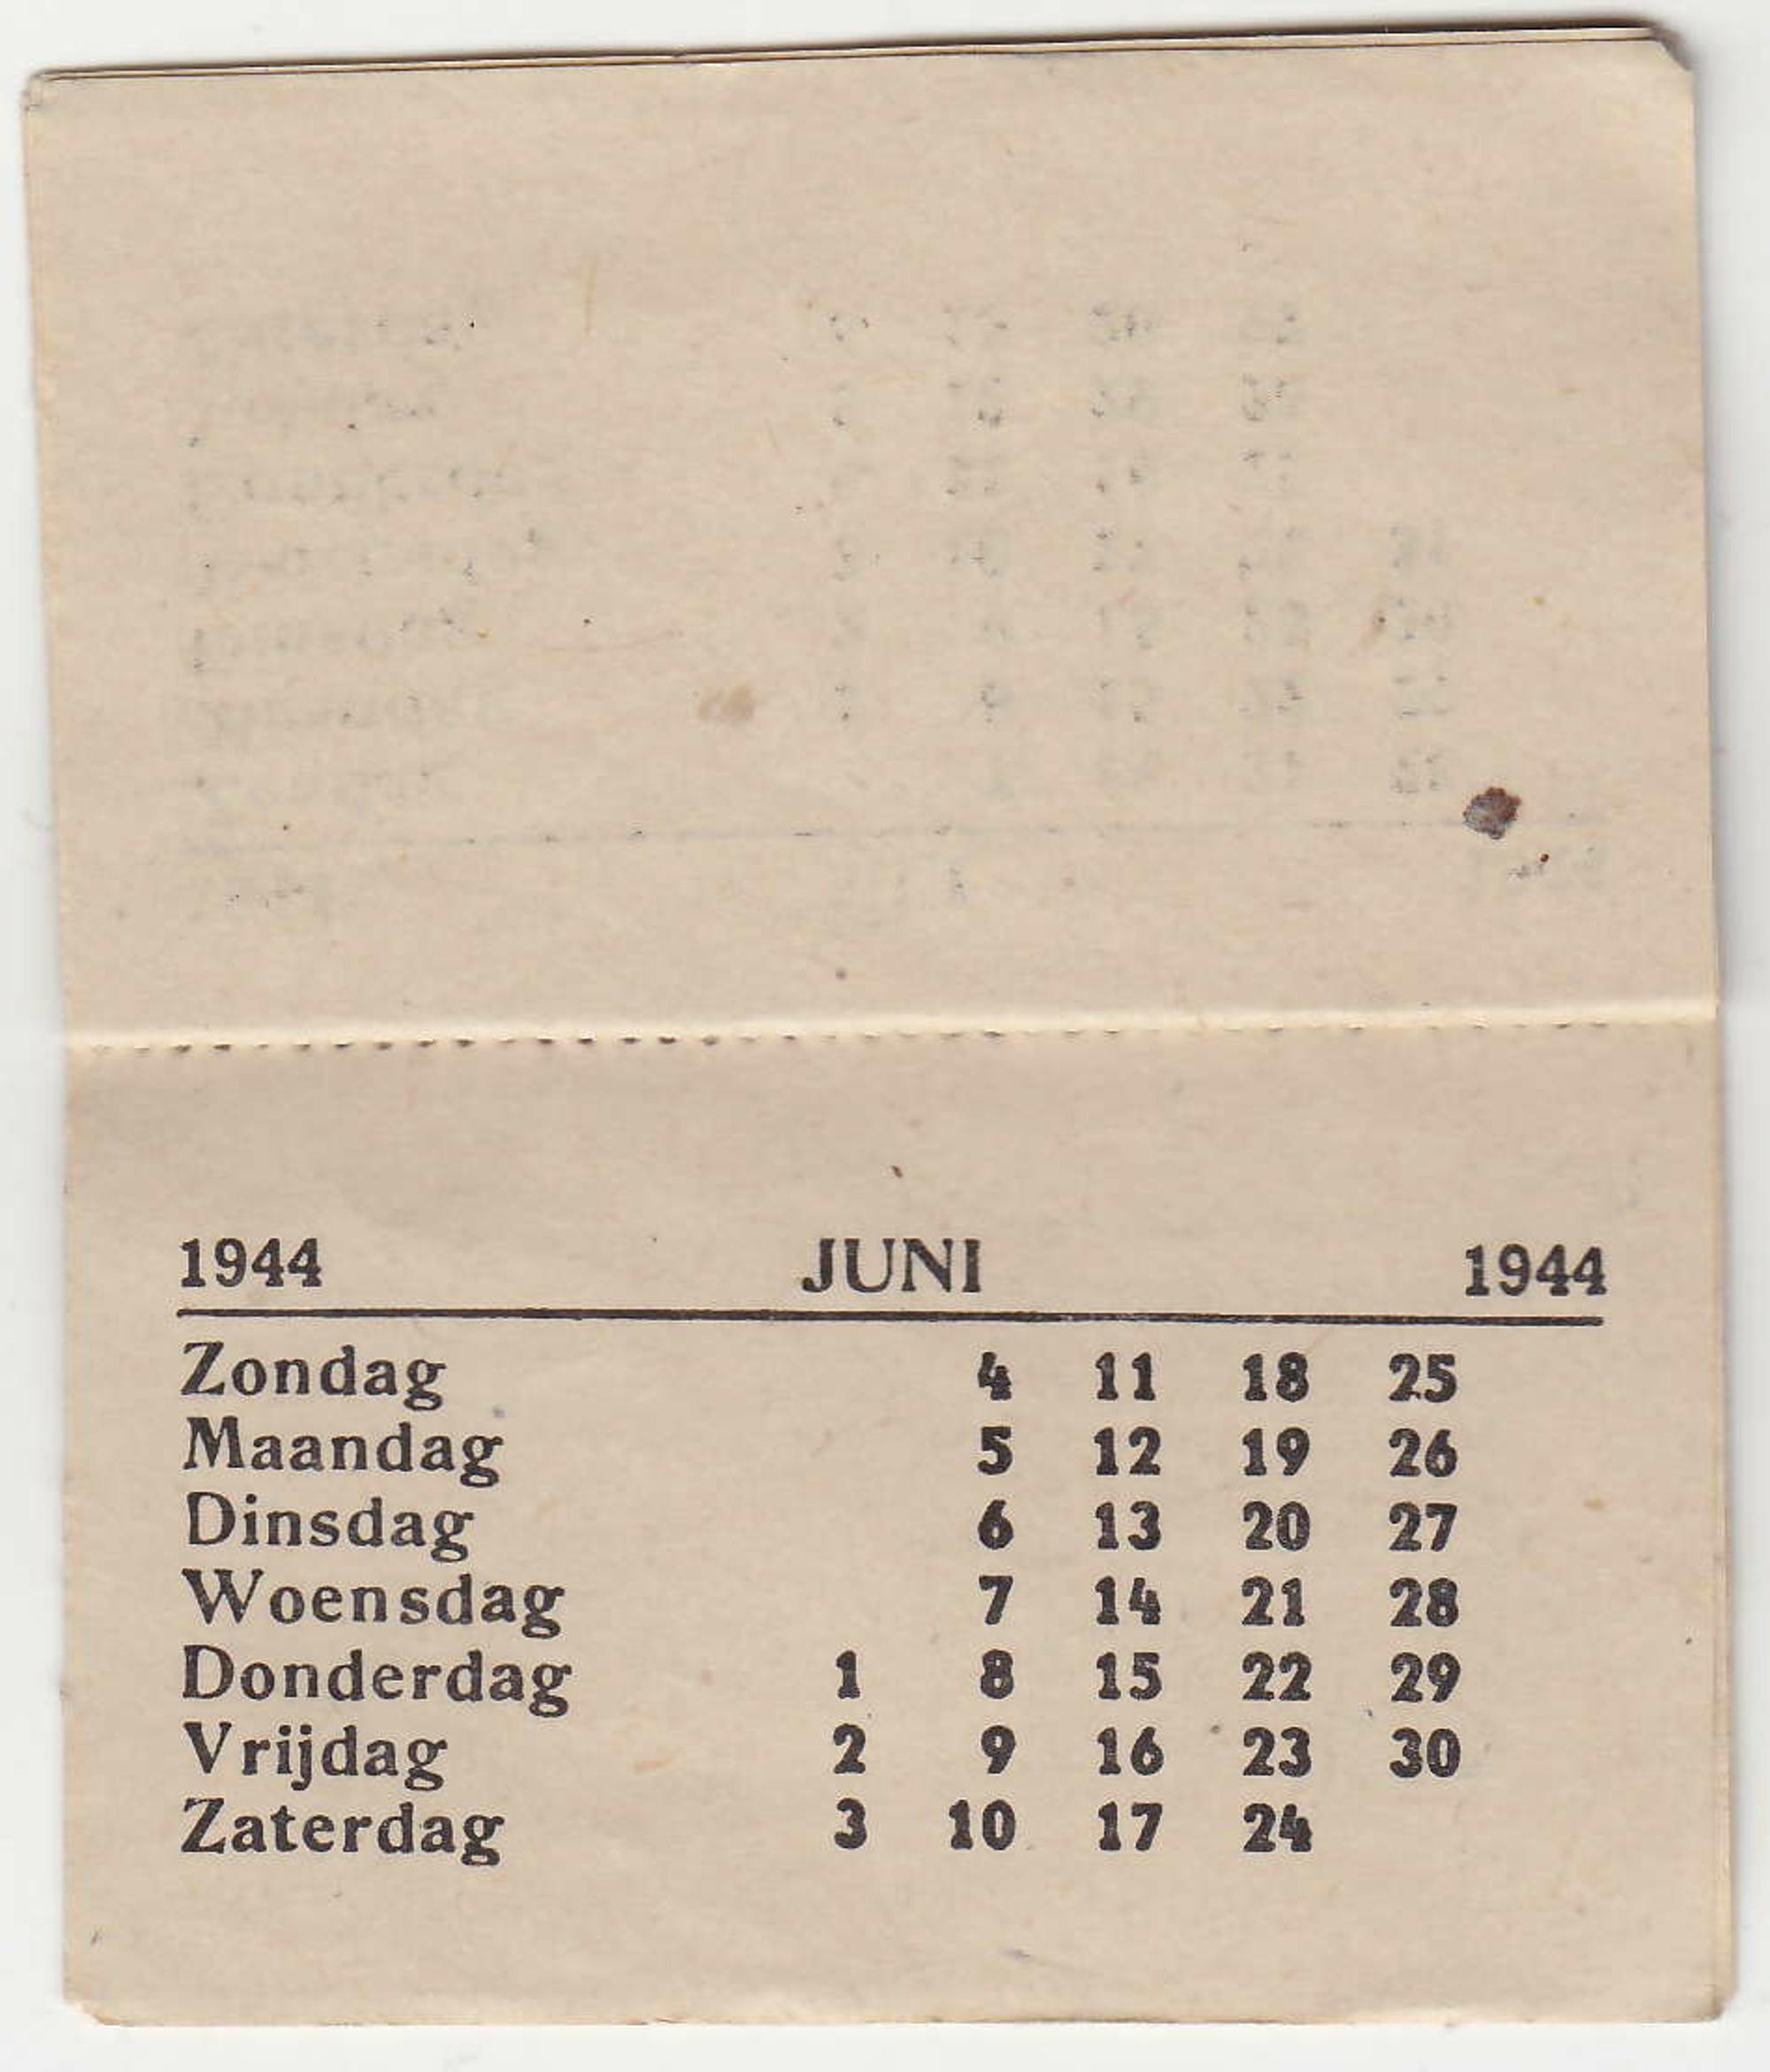 1944 JUNI 1944
Zondag 4 11 18 25
Maandag 5 12 19 26
Dinsdag 6 13 20 27
Woensdag 7 14 21 28
Donderdag 1 8 15 22 29
Vrijdag 2 9 16 23 30
Zaterdag 3 10 17 24